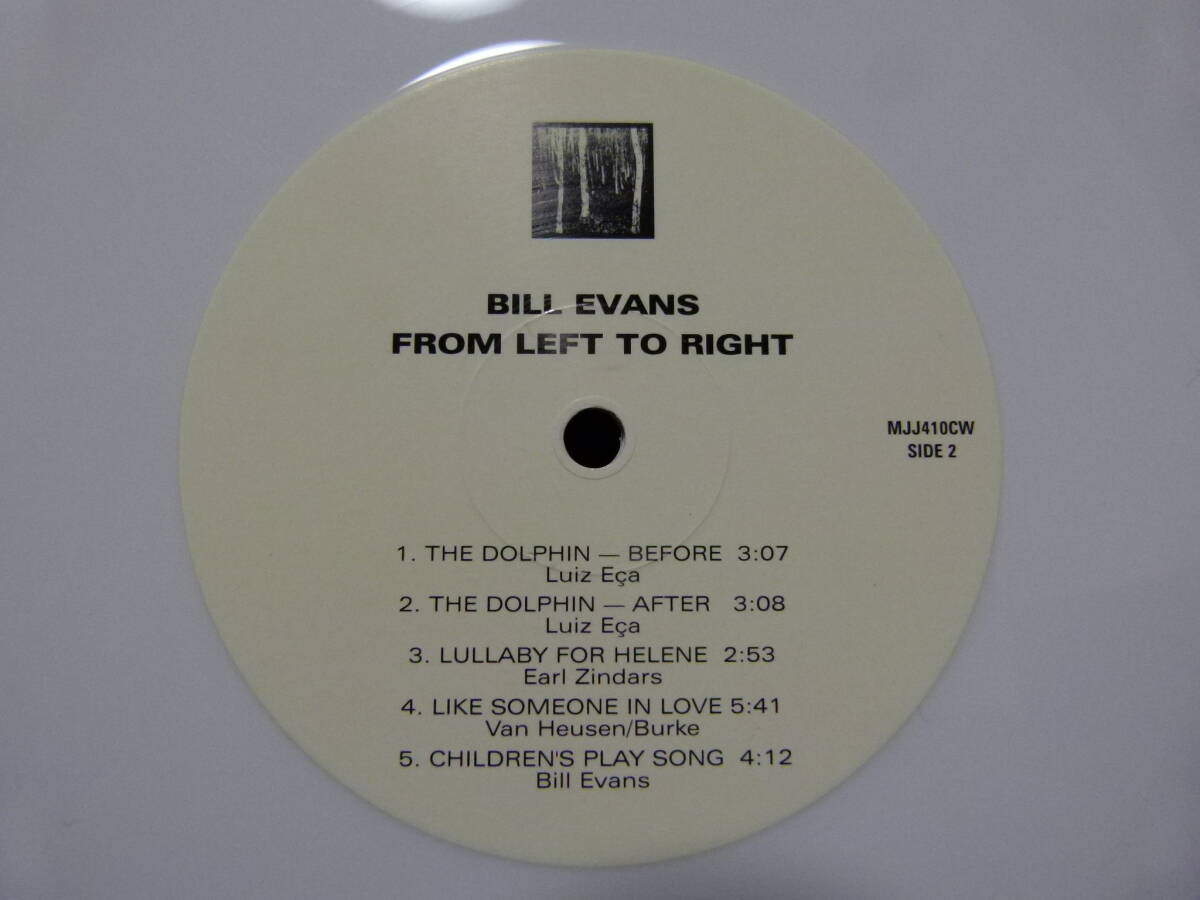 BILL EVANS
FROM LEFT TO RIGHT
MJJ410CW
SIDE 2
1. THE DOLPHIN — BEFORE 3:07
Luiz Eça
2. THE DOLPHIN — AFTER 3:08
Luiz Eça
3. LULLABY FOR HELENE 2:53
Earl Zindars
4. LIKE SOMEONE IN LOVE 5:41
Van Heusen/Burke
5. CHILDREN'S PLAY SONG 4:12
Bill Evans